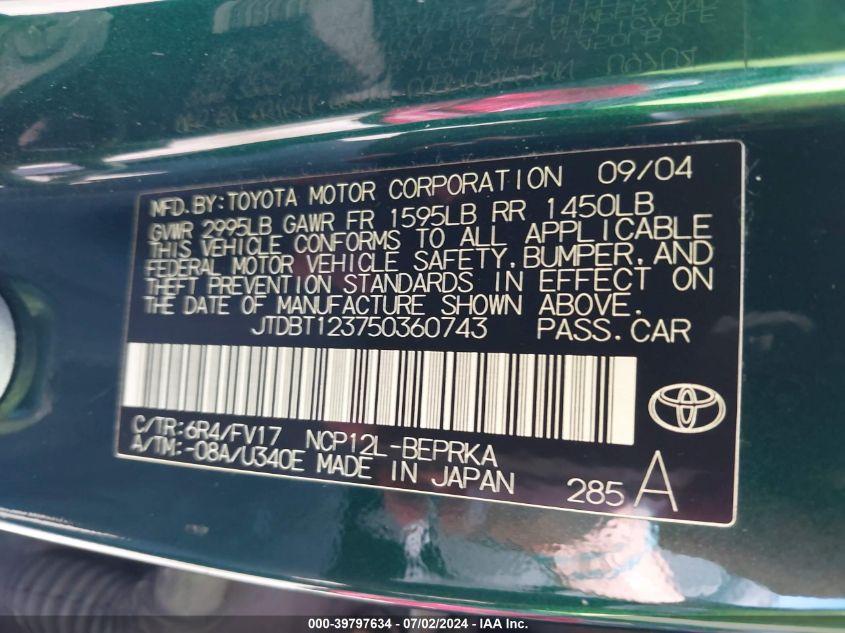 MFD. BY: TOYOTA MOTOR CORPORATION 09/04
GVWR 2995LB GAWR FR 1595LB RR 1450LB
THIS VEHICLE CONFORMS TO ALL APPLICABLE
FEDERAL MOTOR VEHICLE SAFETY, BUMPER, AND
THEFT PREVENTION STANDARDS IN EFFECT ON
THE DATE OF MANUFACTURE SHOWN ABOVE.
JTDBT123750360743 PASS. CAR
C/TR: 6R4/FV17 NCP12L-BEPRKA
A/TM: -08A/U340E MADE IN JAPAN
285 A
000-39797634 / 07/02/2024 - IAA Inc.